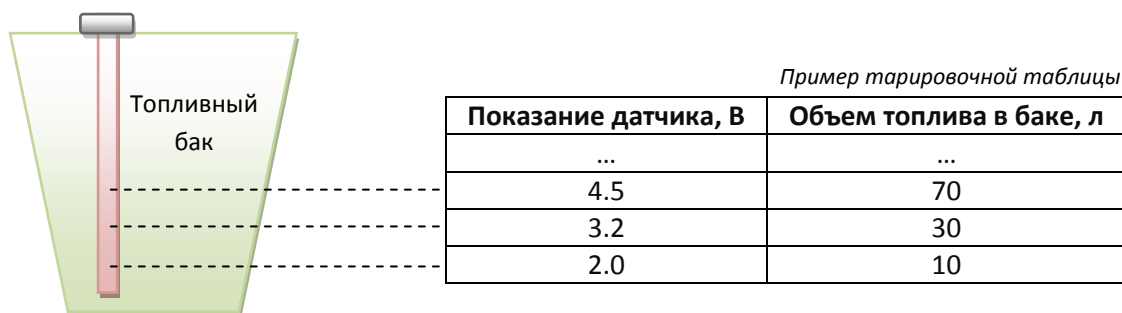 Пример тарировочной таблицы
Топливный
бак
Показание датчика, В Объем топлива в баке, л
... ...
4.5 70
3.2 30
2.0 10